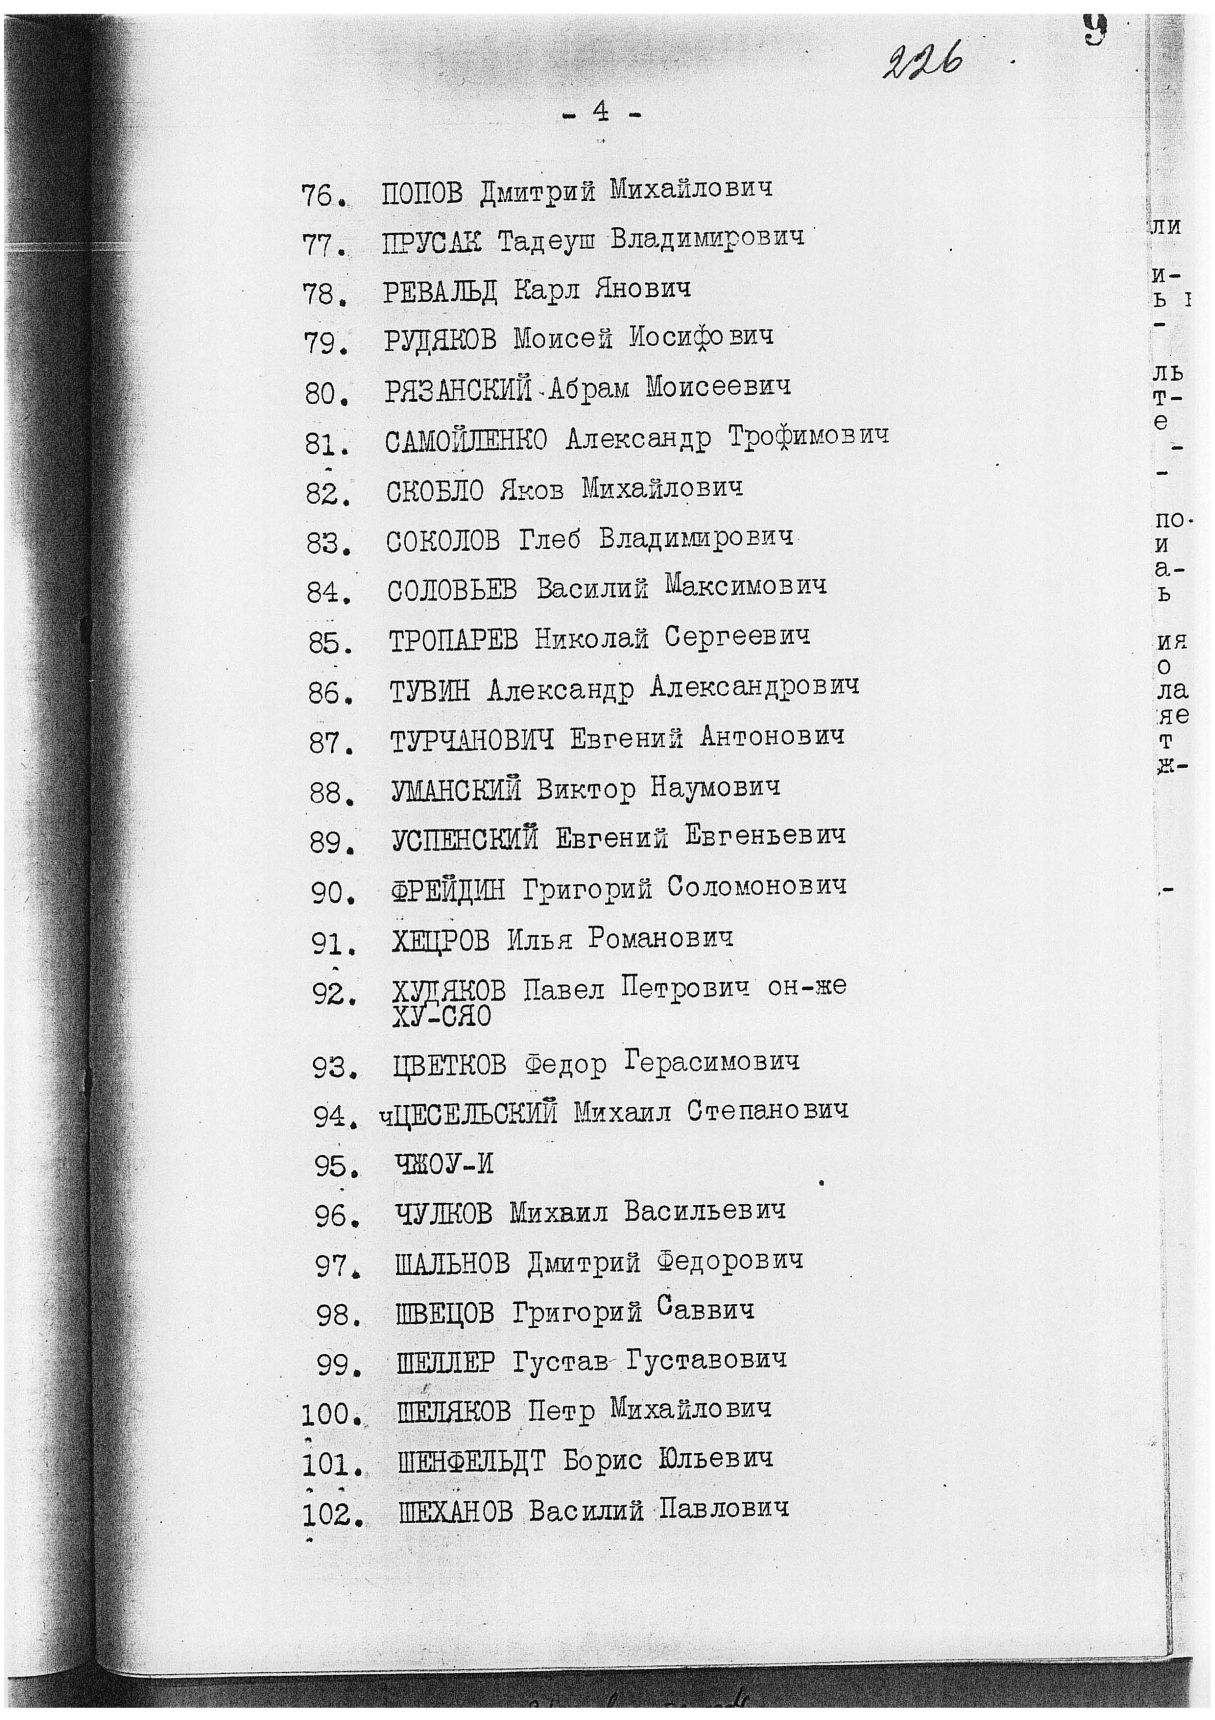 9
226
- 4 -
76. ПОПОВ Дмитрий Михайлович
77. ПРУСАК Тадеуш Владимирович
78. РЕВАЛЬД Карл Янович
79. РУДЯКОВ Моисей Иосифович
80. РЯЗАНСКИЙ Абрам Моисеевич
81. САМОЙЛЕНКО Александр Трофимович
82. СКОБЛО Яков Михайлович
83. СОКОЛОВ Глеб Владимирович
84. СОЛОВЬЕВ Василий Максимович
85. ТРОПАРЕВ Николай Сергеевич
86. ТУВИН Александр Александрович
87. ТУРЧАНОВИЧ Евгений Антонович
88. УМАНСКИЙ Виктор Наумович
89. УСПЕНСКИЙ Евгений Евгеньевич
90. ФРЕЙДИН Григорий Соломонович
91. ХЕЦРОВ Илья Романович
92. ХУДЯКОВ Павел Петрович он-же
ХУ-СЯО
93. ЦВЕТКОВ Федор Герасимович
94. чЦЕСЕЛЬСКИЙ Михаил Степанович
95. ЧЖОУ-И
96. ЧУЛКОВ Михаил Васильевич
97. ШАЛЬНОВ Дмитрий Федорович
98. ШВЕЦОВ Григорий Саввич
99. ШЕЛЛЕР Густав Густавович
100. ШЕЛЯКОВ Петр Михайлович
101. ШЕНФЕЛЬДТ Борис Юльевич
102. ШЕХАНОВ Василий Павлович
ли
и-
ь
-
ль
т-
е
-
-
по-
и
а-
ь
ия
о
ла
яе
т
ж-
-